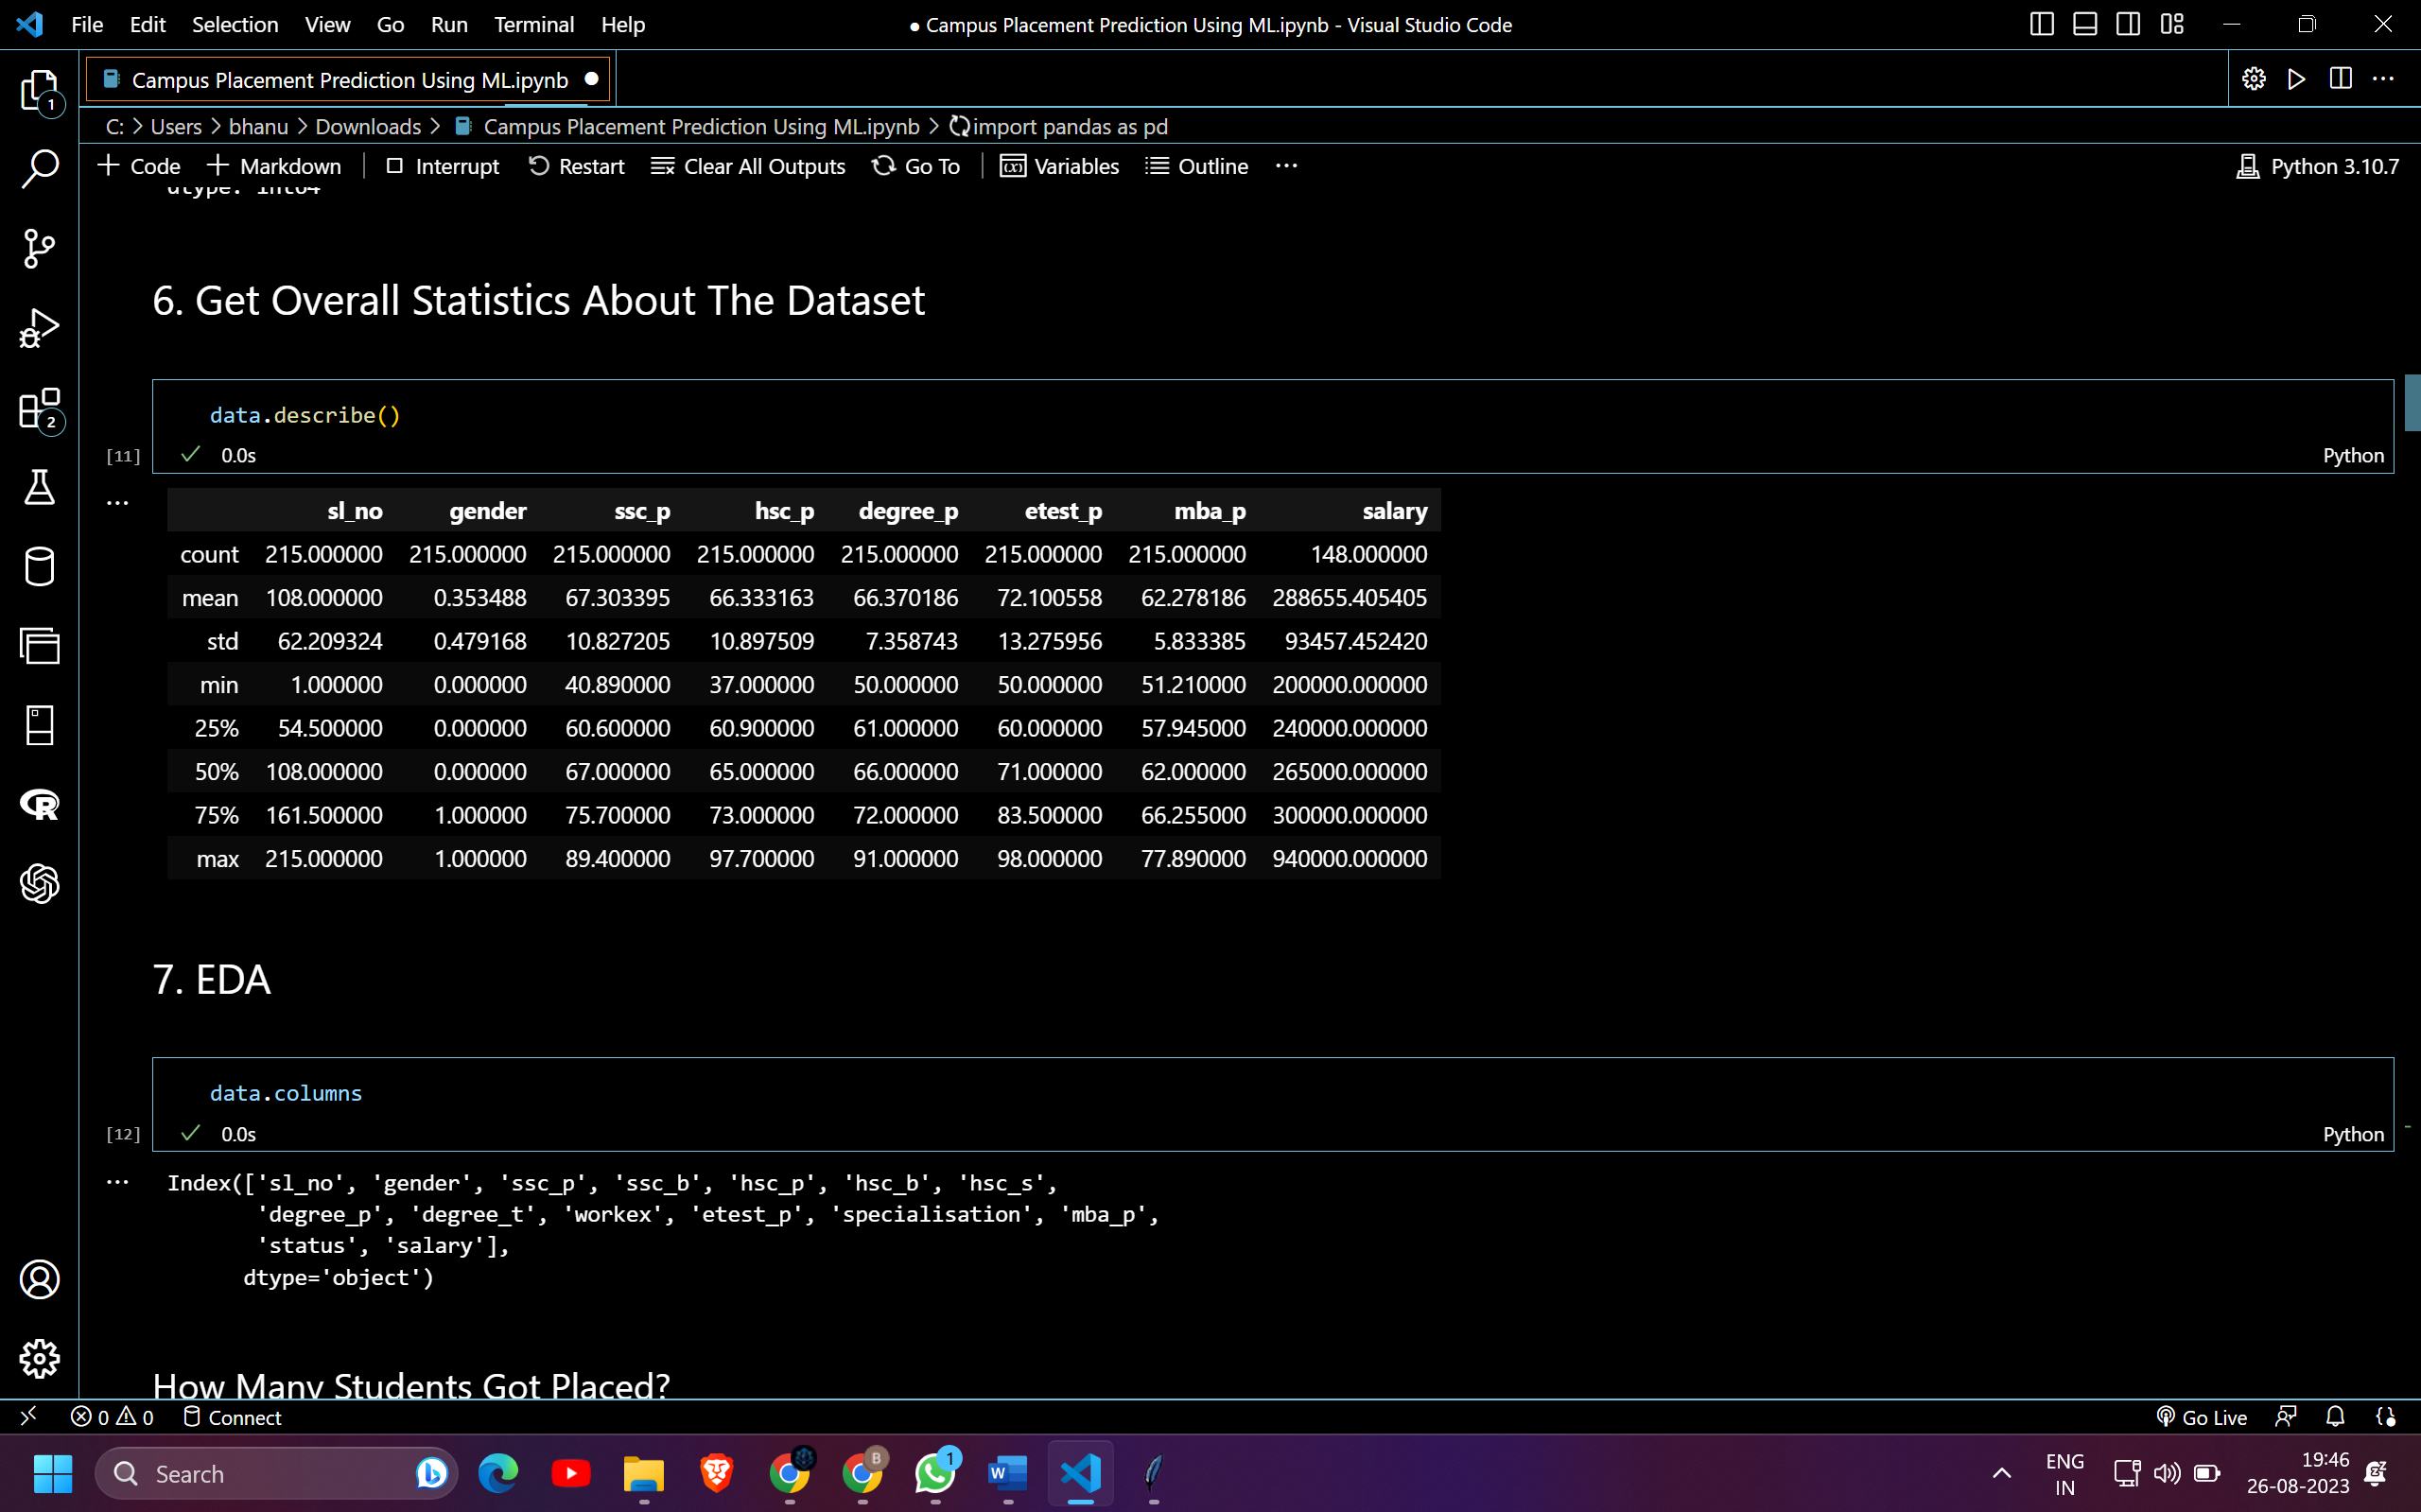 File Edit Selection View Go Run Terminal Help
● Campus Placement Prediction Using ML.ipynb - Visual Studio Code
Campus Placement Prediction Using ML.ipynb
1
C: > Users > bhanu > Downloads > Campus Placement Prediction Using ML.ipynb > import pandas as pd
+ Code + Markdown Interrupt Restart Clear All Outputs Go To Variables Outline ··· Python 3.10.7
dtype: int64
6. Get Overall Statistics About The Dataset
data.describe()
[11] 0.0s Python
2
sl_no gender ssc_p hsc_p degree_p etest_p mba_p salary
count 215.000000 215.000000 215.000000 215.000000 215.000000 215.000000 215.000000 148.000000
mean 108.000000 0.353488 67.303395 66.333163 66.370186 72.100558 62.278186 288655.405405
std 62.209324 0.479168 10.827205 10.897509 7.358743 13.275956 5.833385 93457.452420
min 1.000000 0.000000 40.890000 37.000000 50.000000 50.000000 51.210000 200000.000000
25% 54.500000 0.000000 60.600000 60.900000 61.000000 60.000000 57.945000 240000.000000
50% 108.000000 0.000000 67.000000 65.000000 66.000000 71.000000 62.000000 265000.000000
75% 161.500000 1.000000 75.700000 73.000000 72.000000 83.500000 66.255000 300000.000000
max 215.000000 1.000000 89.400000 97.700000 91.000000 98.000000 77.890000 940000.000000
7. EDA
data.columns
[12] 0.0s Python
Index(['sl_no', 'gender', 'ssc_p', 'ssc_b', 'hsc_p', 'hsc_b', 'hsc_s',
'degree_p', 'degree_t', 'workex', 'etest_p', 'specialisation', 'mba_p',
'status', 'salary'],
dtype='object')
How Many Students Got Placed?
0 0 Connect Go Live
Search
B
1
W
ENG
IN
19:46
26-08-2023